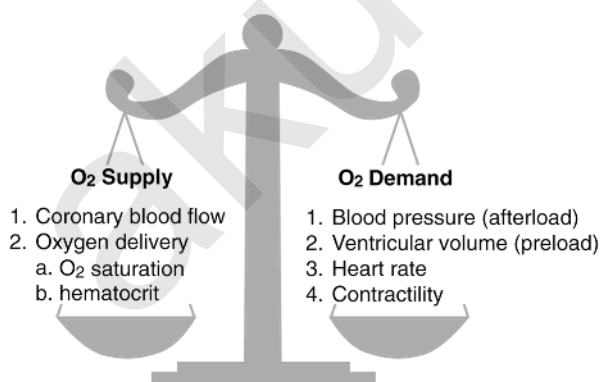 O2 Supply
1. Coronary blood flow
2. Oxygen delivery
a. O2 saturation
b. hematocrit
O2 Demand
1. Blood pressure (afterload)
2. Ventricular volume (preload)
3. Heart rate
4. Contractility
aku